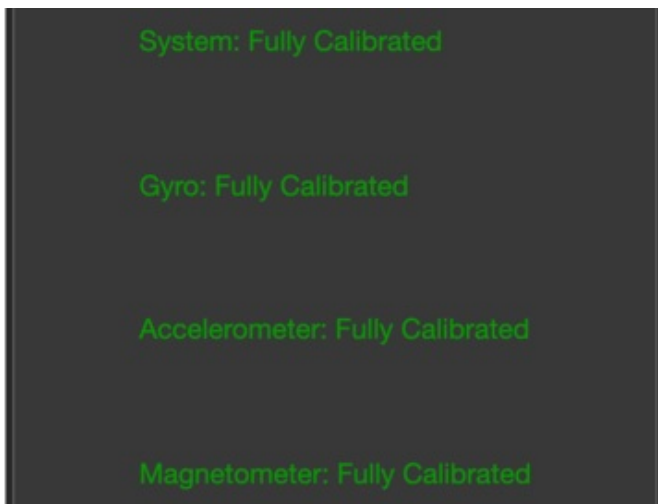 System: Fully Calibrated
Gyro: Fully Calibrated
Accelerometer: Fully Calibrated
Magnetometer: Fully Calibrated